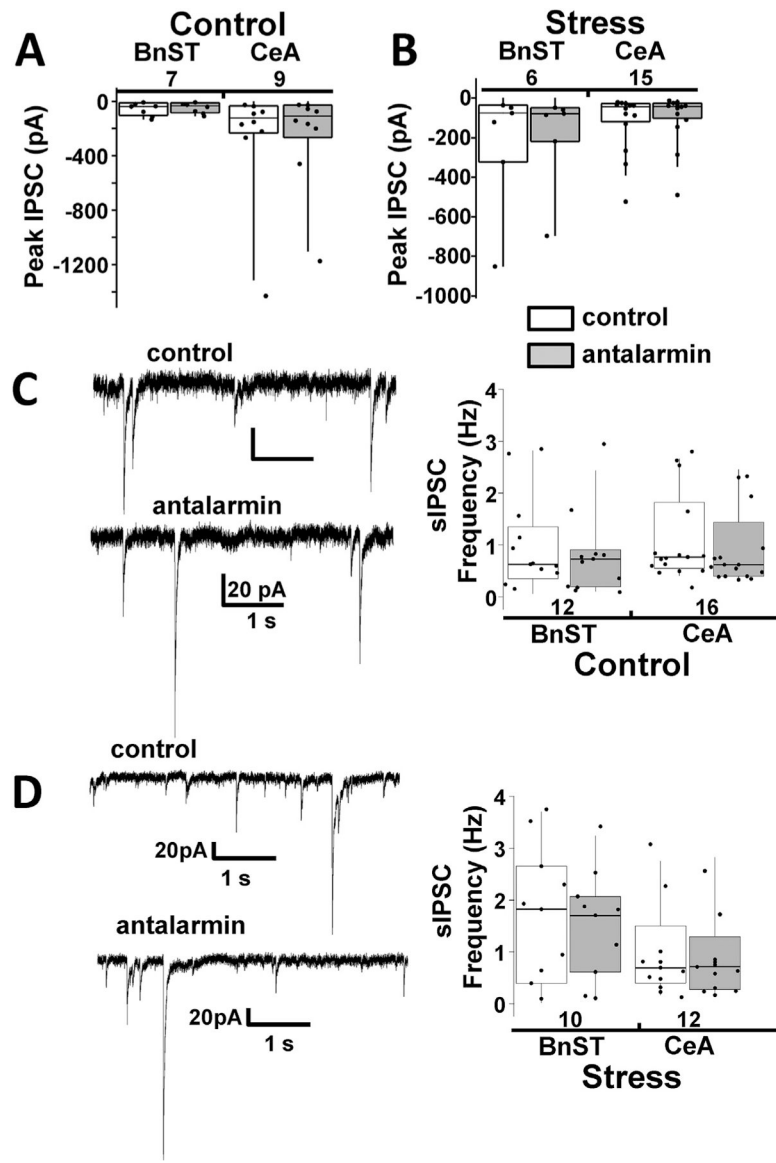 A
Control
BnST CeA
7 9
Peak IPSC (pA)
0
-400
-800
-1200
B
Stress
BnST CeA
6 15
Peak IPSC (pA)
0
-200
-400
-600
-800
-1000
control
antalarmin
C
control
antalarmin
20 pA
1 s
sIPSC
Frequency (Hz)
4
3
2
1
0
12 16
BnST CeA
Control
D
control
20pA
1 s
antalarmin
20pA
1 s
sIPSC
Frequency (Hz)
4
3
2
1
0
10 12
BnST CeA
Stress